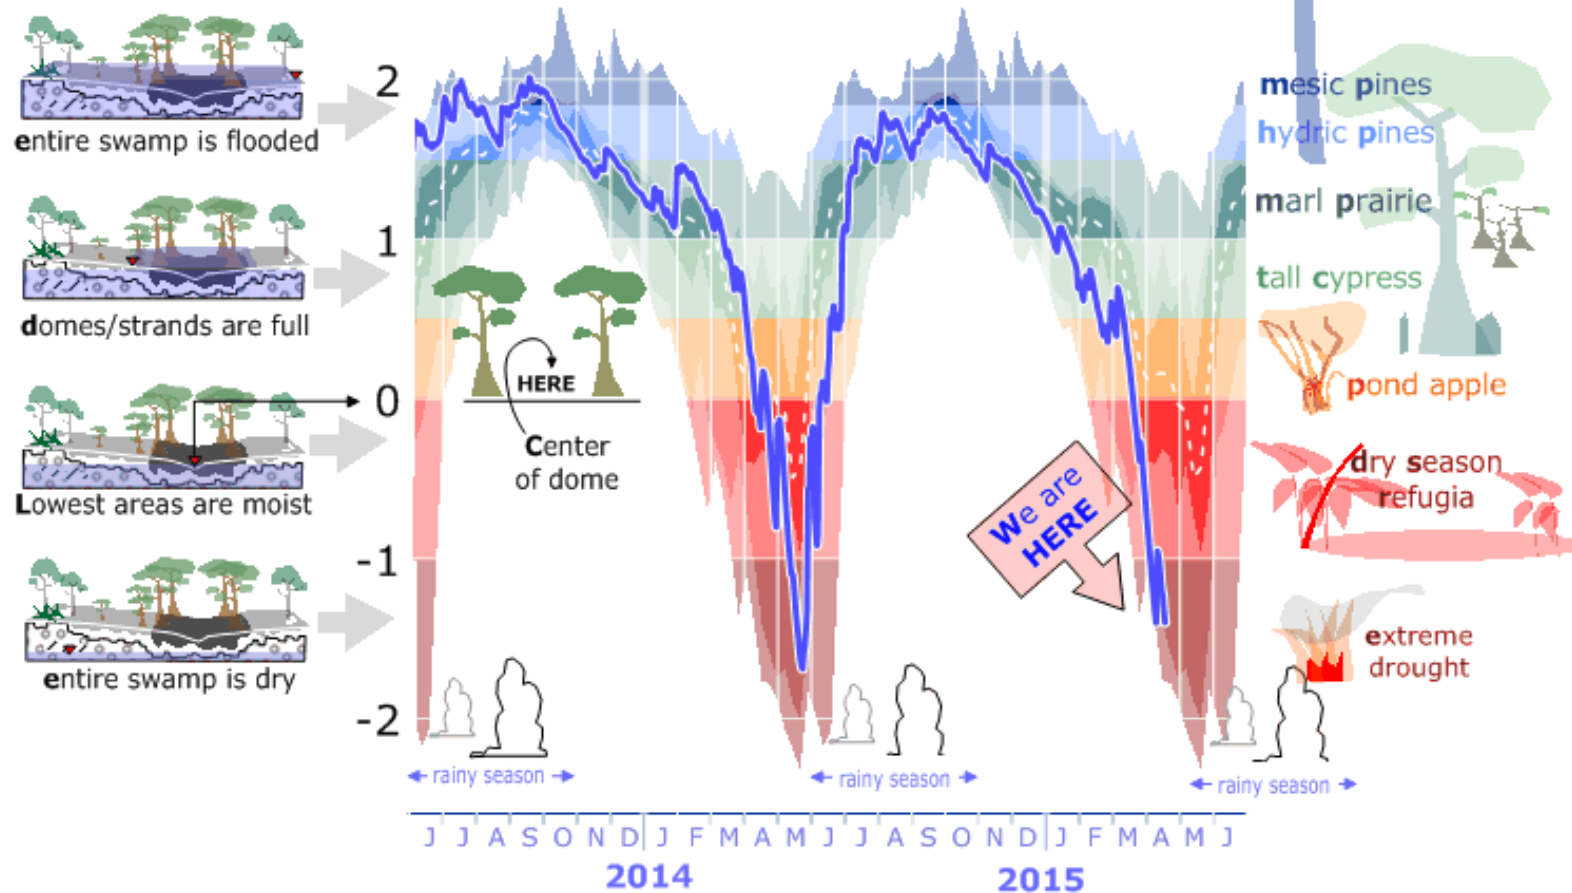 entire swamp is flooded
domes/strands are full
Lowest areas are moist
entire swamp is dry
2
1
0
-1
-2
HERE
Center
of dome
We are
HERE
mesic pines
hydric pines
marl prairie
tall cypress
pond apple
dry season
refugia
extreme
drought
rainy season
rainy season
rainy season
J J A S O N D J F M A M J J A S O N D J F M A M J
2014
2015